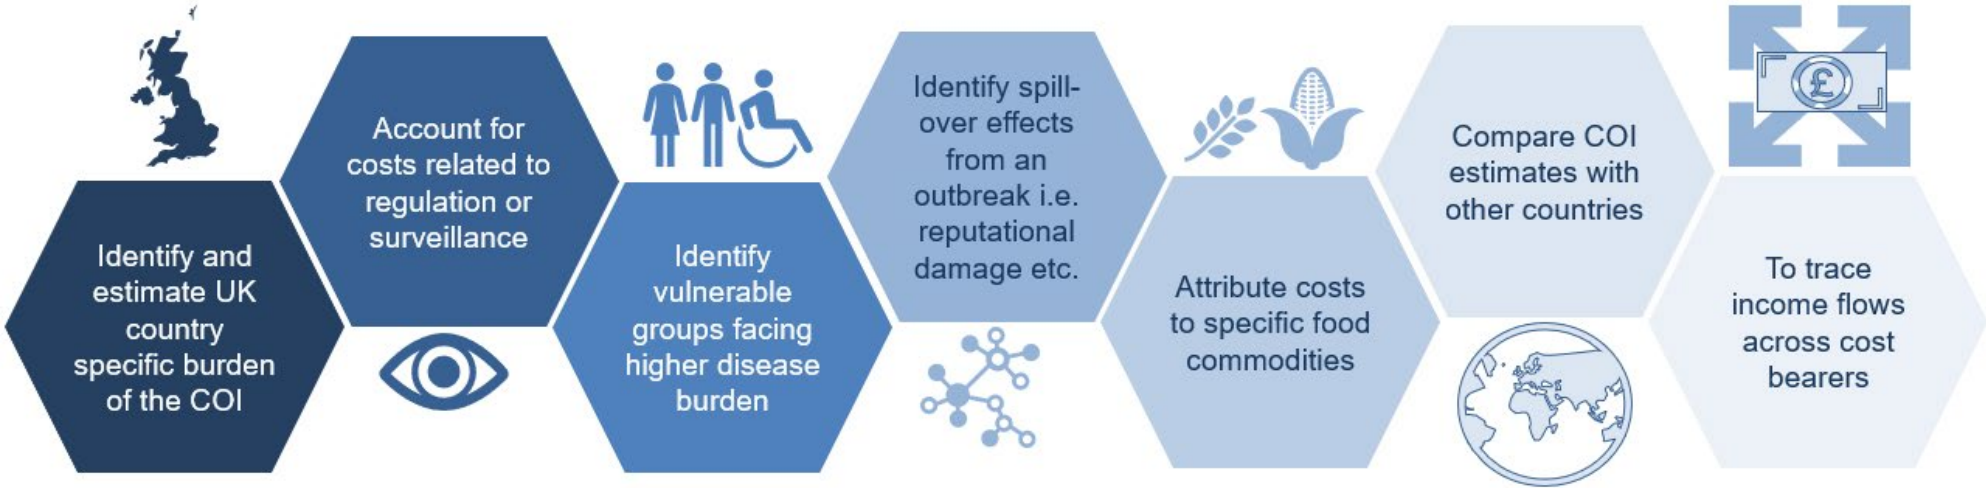 Identify and
estimate UK
country
specific burden
of the COI
Account for
costs related to
regulation or
surveillance
Identify
vulnerable
groups facing
higher disease
burden
Identify spill-
over effects
from an
outbreak i.e.
reputational
damage etc.
Attribute costs
to specific food
commodities
Compare COI
estimates with
other countries
£
To trace
income flows
across cost
bearers